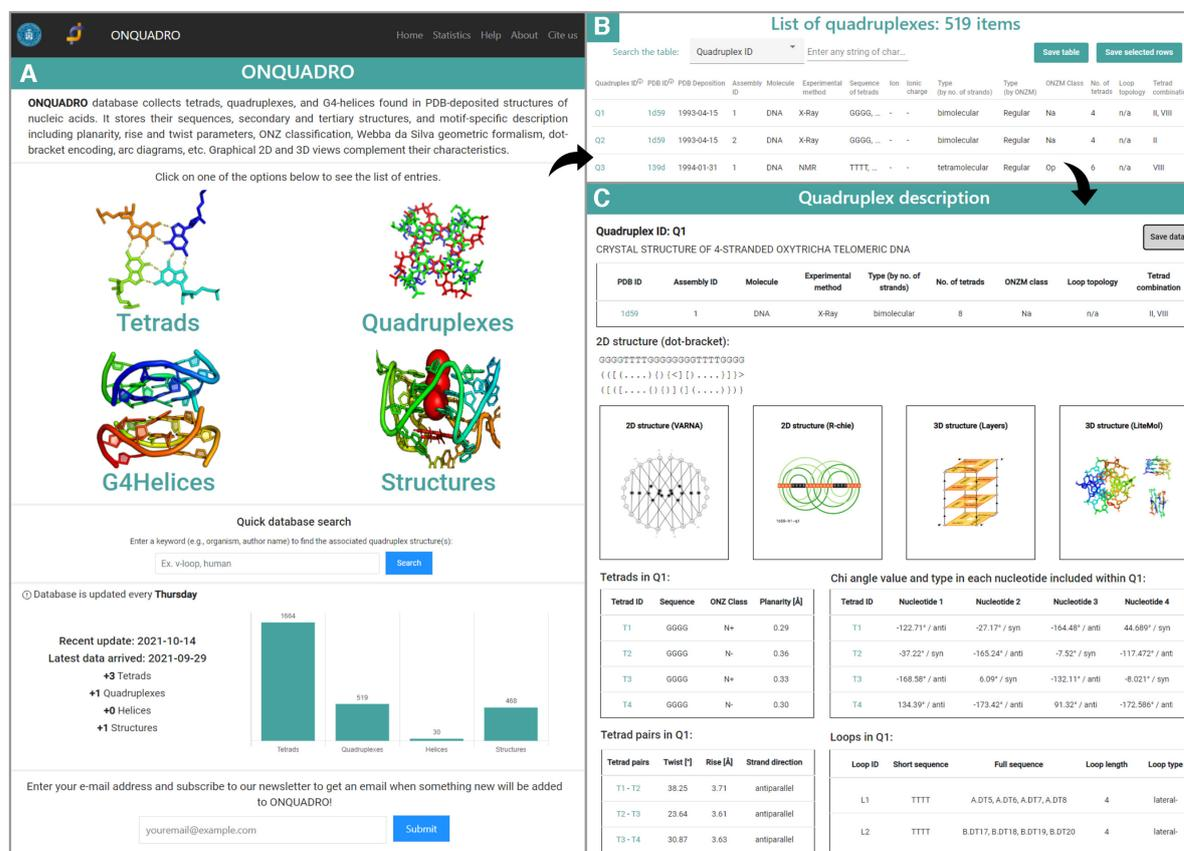 ONQUADRO
Home Statistics Help About Cite us
A
ONQUADRO
ONQUADRO database collects tetrads, quadruplexes, and G4-helices found in PDB-deposited structures of
nucleic acids. It stores their sequences, secondary and tertiary structures, and motif-specific description
including planarity, rise and twist parameters, ONZ classification, Webba da Silva geometric formalism, dot-
bracket encoding, arc diagrams, etc. Graphical 2D and 3D views complement their characteristics.
Click on one of the options below to see the list of entries.
Tetrads
Quadruplexes
G4Helices
Structures
Quick database search
Enter a keyword (e.g., organism, author name) to find the associated quadruplex structure(s):
Ex. v-loop, human
Search
Database is updated every Thursday
Recent update: 2021-10-14
Latest data arrived: 2021-09-29
+3 Tetrads
+1 Quadruplexes
+0 Helices
+1 Structures
1664
519
30
468
Tetrads Quadruplexes Helices Structures
Enter your e-mail address and subscribe to our newsletter to get an email when something new will be added
to ONQUADRO!
youremail@example.com
Submit
B
List of quadruplexes: 519 items
Search the table: Quadruplex ID Enter any string of char... Save table Save selected rows
Quadruplex ID PDB ID PDB Deposition Assembly ID Molecule Experimental method Sequence of tetrads Ion Ionic charge Type (by no. of strands) Type (by ONZM) ONZM Class No. of tetrads Loop topology Tetrad combinatio
Q1 1d59 1993-04-15 1 DNA X-Ray GGGG, ... - - bimolecular Regular Na 4 n/a II, VIII
Q2 1d59 1993-04-15 2 DNA X-Ray GGGG, ... - - bimolecular Regular Na 4 n/a II
Q3 139d 1994-01-31 1 DNA NMR TTTT, ... - - tetramolecular Regular Op 6 n/a VIII
C
Quadruplex description
Quadruplex ID: Q1
Save data
CRYSTAL STRUCTURE OF 4-STRANDED OXYTRICHA TELOMERIC DNA
PDB ID Assembly ID Molecule Experimental method Type (by no. of strands) No. of tetrads ONZM class Loop topology Tetrad combination
1d59 1 DNA X-Ray bimolecular 8 Na n/a II, VIII
2D structure (dot-bracket):
GGGGTTTTGGGGGGGGTTTTGGGG
2D structure (VARNA)
2D structure (R-chie)
3D structure (Layers)
3D structure (LiteMol)
Tetrads in Q1:
Tetrad ID Sequence ONZ Class Planarity [Å]
T1 GGGG N+ 0.29
T2 GGGG N- 0.36
T3 GGGG N+ 0.33
T4 GGGG N- 0.30
Chi angle value and type in each nucleotide included within Q1:
Tetrad ID Nucleotide 1 Nucleotide 2 Nucleotide 3 Nucleotide 4
T1 -122.71° / anti -27.17° / syn -164.48° / anti 44.689° / syn
T2 -37.22° / syn -165.24° / anti -7.52° / syn -117.472° / ant
T3 -168.58° / anti 6.09° / syn -132.11° / anti -8.021° / syn
T4 134.39° / anti -173.42° / anti 91.32° / anti -172.586° / ant
Tetrad pairs in Q1:
Tetrad pairs Twist [°] Rise [Å] Strand direction
T1 - T2 38.25 3.71 antiparallel
T2 - T3 23.64 3.61 antiparallel
T3 - T4 30.87 3.63 antiparallel
Loops in Q1:
Loop ID Short sequence Full sequence Loop length Loop type
L1 TTTT A.DT5, A.DT6, A.DT7, A.DT8 4 lateral-
L2 TTTT B.DT17, B.DT18, B.DT19, B.DT20 4 lateral-